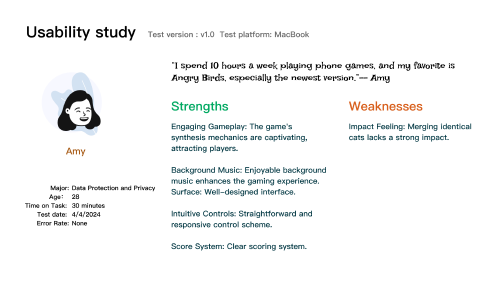 Usability study Test version : v1.0 Test platform: MacBook
"I spend 10 hours a week playing phone games, and my favorite is
Angry Birds, especially the newest version."-- Amy
Amy
Major: Data Protection and Privacy
Age: 28
Time on Task: 30 minutes
Test date: 4/4/2024
Error Rate: None
Strengths
Engaging Gameplay: The game's
synthesis mechanics are captivating,
attracting players.
Background Music: Enjoyable background
music enhances the gaming experience.
Surface: Well-designed interface.
Intuitive Controls: Straightforward and
responsive control scheme.
Score System: Clear scoring system.
Weaknesses
Impact Feeling: Merging identical
cats lacks a strong impact.